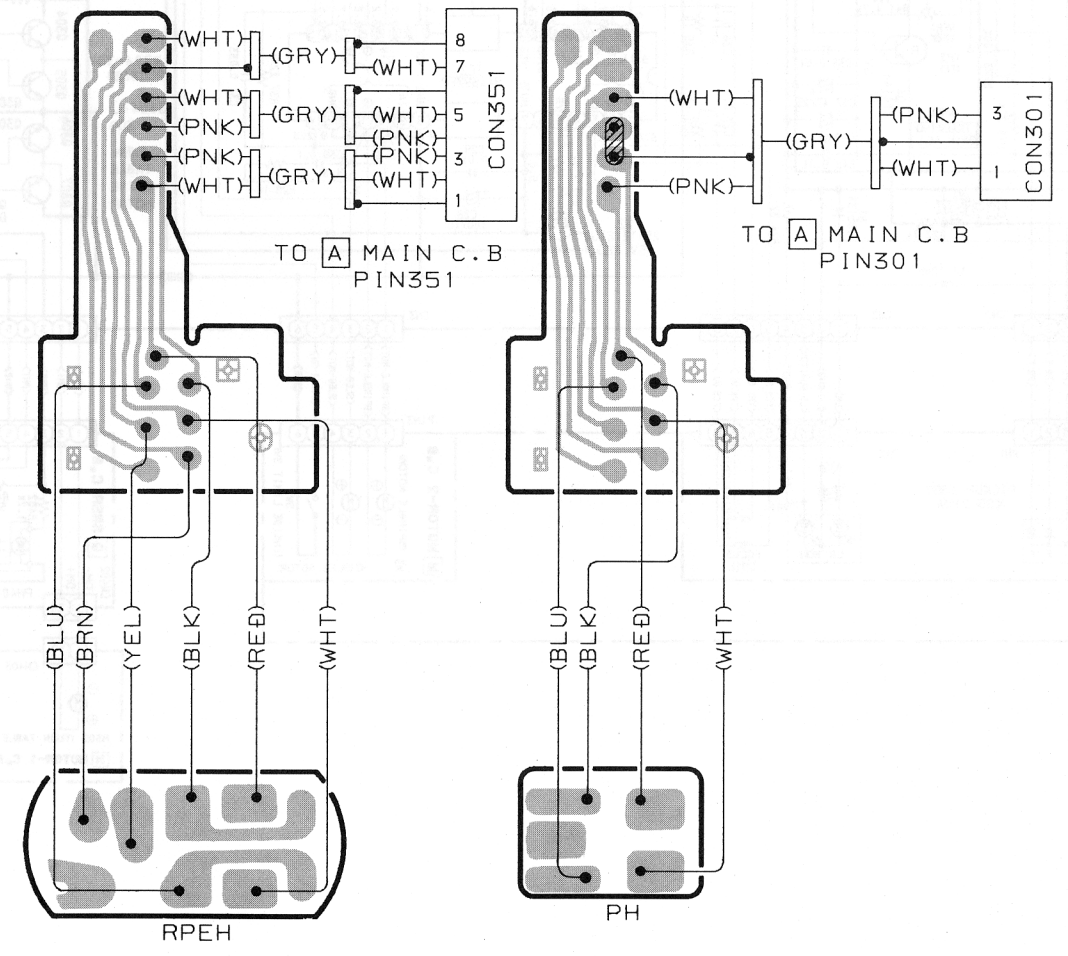 (WHT)
(GRY)
8
(WHT) 7
(WHT)
(GRY)
(WHT) 5
(PNK)
(PNK)
(PNK)
(PNK) 3
(GRY)
(WHT)
(WHT)
1
CON351
TO A MAIN C.B
PIN351
(WHT)
(GRY)
(PNK)
(PNK) 3
(WHT) 1
CON301
TO A MAIN C.B
PIN301
(BLU)
(BRN)
(YEL)
(BLK)
(RED)
(WHT)
(BLU)
(BLK)
(RED)
(WHT)
RPEH
PH